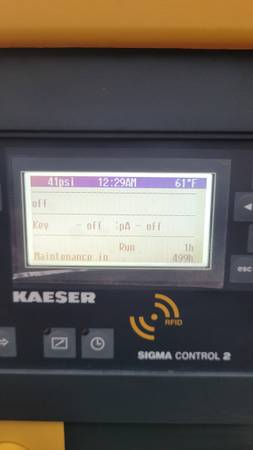 41psi 12:29AM 61°F
off
Key - off pA - off
Run 1h
Maintenance in 499h
esc
KAESER
RFID
SIGMA CONTROL 2